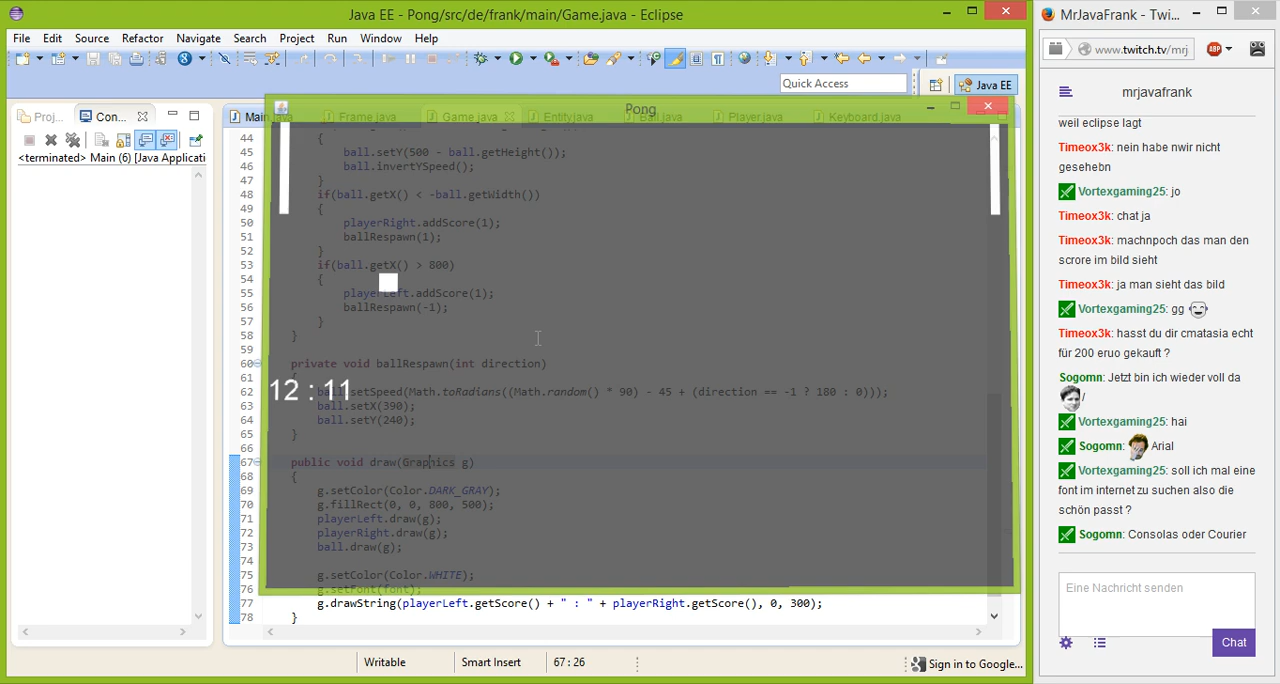 Java EE - Pong/src/de/frank/main/Game.java - Eclipse
File Edit Source Refactor Navigate Search Project Run Window Help
Quick Access
Java EE
Proj...
Con...
<terminated> Main (6) [Java Applicati
Main.java Frame.java Game.java Entity.java Ball.java Player.java Keyboard.java
Pong
44 {
45 ball.setY(500 - ball.getHeight());
46 ball.invertYSpeed();
47 }
48 if(ball.getX() < -ball.getWidth())
49 {
50 playerRight.addScore(1);
51 ballRespawn(1);
52 }
53 if(ball.getX() > 800)
54 {
55 playerLeft.addScore(1);
56 ballRespawn(-1);
57 }
58 }
59
60 private void ballRespawn(int direction)
61 {
62 ball.setSpeed(Math.toRadians((Math.random() * 90) - 45 + (direction == -1 ? 180 : 0)));
63 ball.setX(390);
64 ball.setY(240);
65 }
66
67 public void draw(Graphics g)
68 {
69 g.setColor(Color.DARK_GRAY);
70 g.fillRect(0, 0, 800, 500);
71 playerLeft.draw(g);
72 playerRight.draw(g);
73 ball.draw(g);
74
75 g.setColor(Color.WHITE);
76 g.setFont(font);
77 g.drawString(playerLeft.getScore() + " : " + playerRight.getScore(), 0, 300);
78 }
12 : 11
Writable Smart Insert 67 : 26
Sign in to Google...
MrJavaFrank - Twi...
www.twitch.tv/mrj
ABP
mrjavafrank
weil eclipse lagt
Timeox3k: nein habe nwir nicht
gesehebn
Vortexgaming25: jo
Timeox3k: chat ja
Timeox3k: machnpoch das man den
scrore im bild sieht
Timeox3k: ja man sieht das bild
Vortexgaming25: gg
Timeox3k: hasst du dir cmatasia echt
für 200 eruo gekauft ?
Sogomn: Jetzt bin ich wieder voll da
/
Vortexgaming25: hai
Sogomn: Arial
Vortexgaming25: soll ich mal eine
font im internet zu suchen also die
schön passt ?
Sogomn: Consolas oder Courier
Eine Nachricht senden
Chat